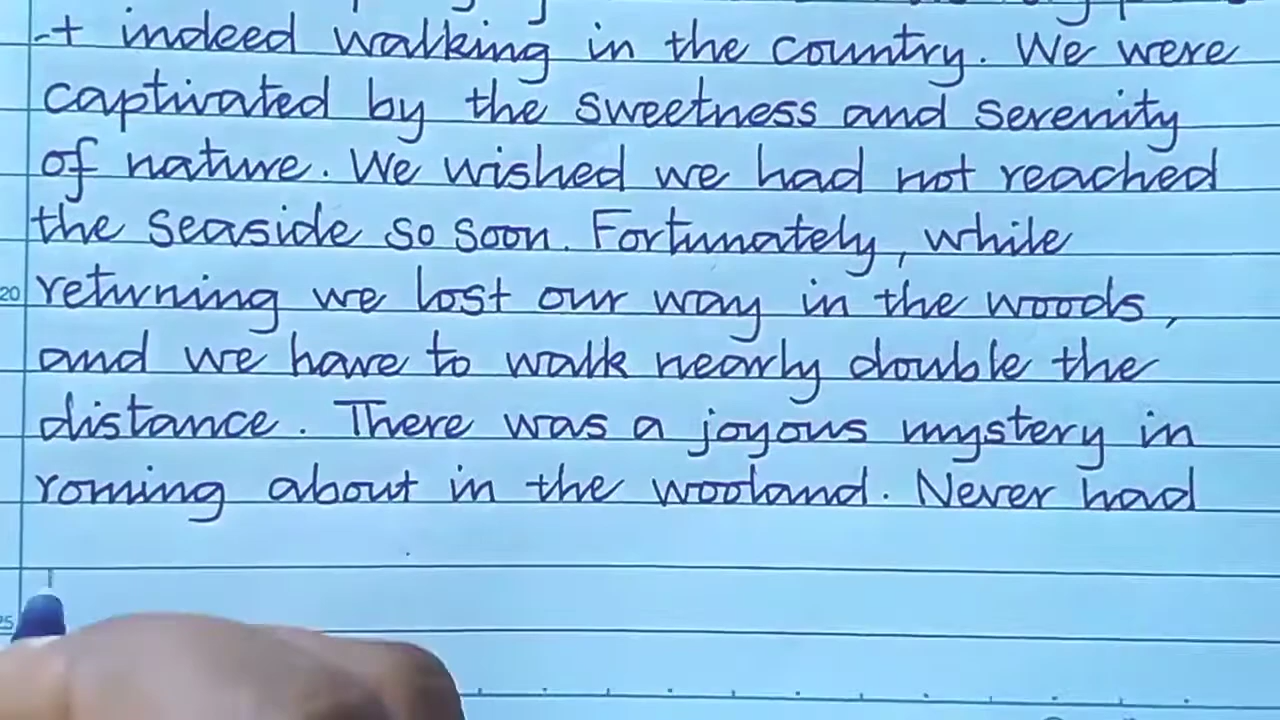 -t indeed walking in the country. We were
captivated by the sweetness and serenity
of nature. We wished we had not reached
the seaside so soon. Fortunately, while
20 returning we lost our way in the woods,
and we have to walk nearly double the
distance. There was a joyous mystery in
roming about in the wooland. Never had
25